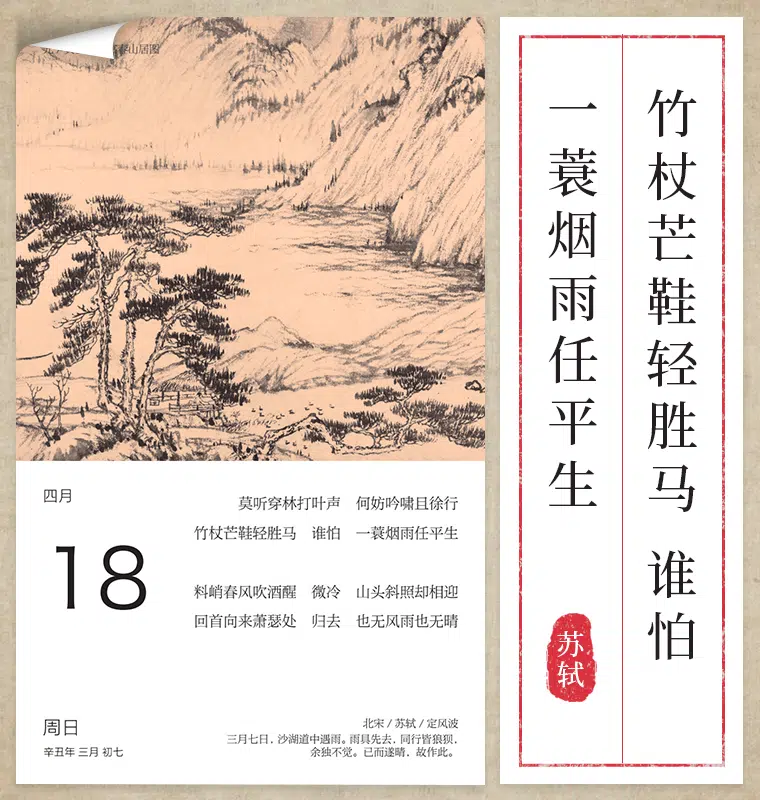 春山居图
四月
18
莫听穿林打叶声 何妨吟啸且徐行
竹杖芒鞋轻胜马 谁怕 一蓑烟雨任平生
料峭春风吹酒醒 微冷 山头斜照却相迎
回首向来萧瑟处 归去 也无风雨也无晴
周日
辛丑年 三月 初七
北宋 / 苏轼 / 定风波
三月七日，沙湖道中遇雨。雨具先去，同行皆狼狈，
余独不觉。已而遂晴，故作此。
竹杖芒鞋轻胜马 谁怕
一蓑烟雨任平生
苏轼